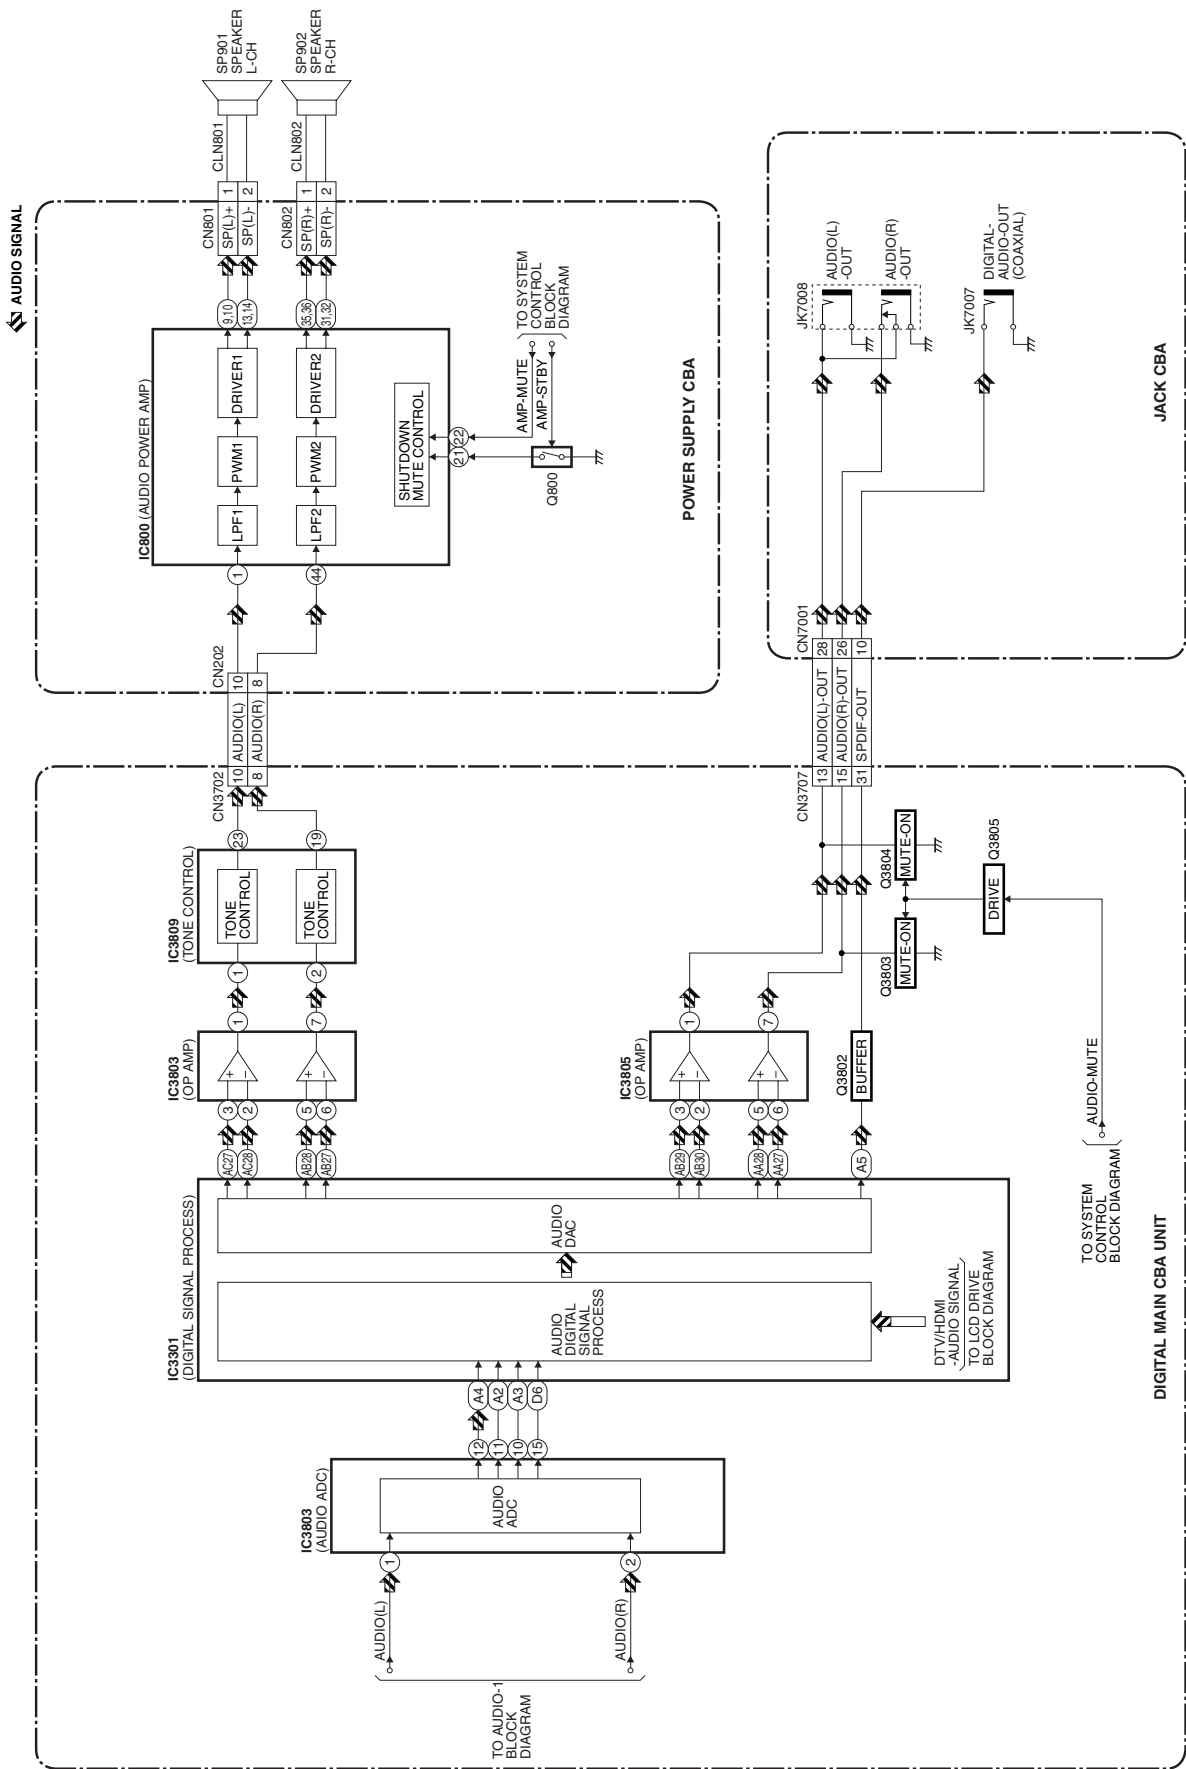 AUDIO SIGNAL
TO AUDIO-1
BLOCK
DIAGRAM
AUDIO(L)
AUDIO(R)
1
2
IC3803
(AUDIO ADC)
AUDIO
ADC
12
11
10
15
A4
A2
A3
D6
IC3301
(DIGITAL SIGNAL PROCESS)
AUDIO
DIGITAL
SIGNAL
PROCESS
DTV/HDMI
-AUDIO SIGNAL
TO LCD DRIVE
BLOCK DIAGRAM
AUDIO
DAC
AC27
AC28
AB28
AB27
AB29
AB30
AA28
AA27
A5
IC3803
(OP AMP)
3
2
5
6
+
-
+
-
1
7
IC3809
(TONE CONTROL)
1
2
TONE
CONTROL
TONE
CONTROL
23
19
CN3702
10
AUDIO(L)
10
8
AUDIO(R)
8
CN202
IC3805
(OP AMP)
3
2
5
6
+
-
+
-
1
7
Q3802
BUFFER
TO SYSTEM
CONTROL
BLOCK DIAGRAM
AUDIO-MUTE
Q3803
MUTE-ON
Q3804
MUTE-ON
DRIVE
Q3805
DIGITAL MAIN CBA UNIT
CN3707
13
AUDIO(L)-OUT
28
15
AUDIO(R)-OUT
26
31
SPDIF-OUT
10
CN7001
IC800 (AUDIO POWER AMP)
1
44
LPF1
PWM1
DRIVER1
LPF2
PWM2
DRIVER2
SHUTDOWN
MUTE CONTROL
21
22
Q800
AMP-MUTE
AMP-STBY
TO SYSTEM
CONTROL
BLOCK
DIAGRAM
9,10
13,14
35,36
31,32
CN801
SP(L)+
1
SP(L)-
2
CLN801
CN802
SP(R)+
1
SP(R)-
2
CLN802
SP901
SPEAKER
L-CH
SP902
SPEAKER
R-CH
POWER SUPPLY CBA
JK7008
AUDIO(L)
-OUT
AUDIO(R)
-OUT
JK7007
DIGITAL-
AUDIO-OUT
(COAXIAL)
JACK CBA